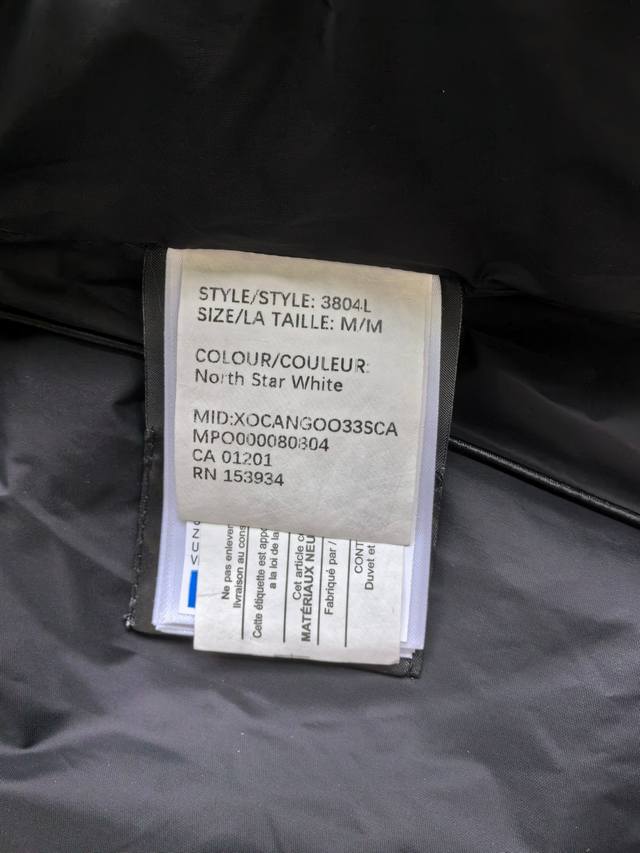 STYLE/STYLE: 3804L
SIZE/LA TAILLE: M/M
COLOUR/COULEUR:
North Star White
MID:XOCANGOO33SCA
MPO000080804
CA 01201
RN 153934
Ne pas enlever
livraison au cons
Cette étiquette est appo
a la loi de la
Cet article c
MATÉRIAUX NEU
Fabriqué par /
CONT
Duvet et